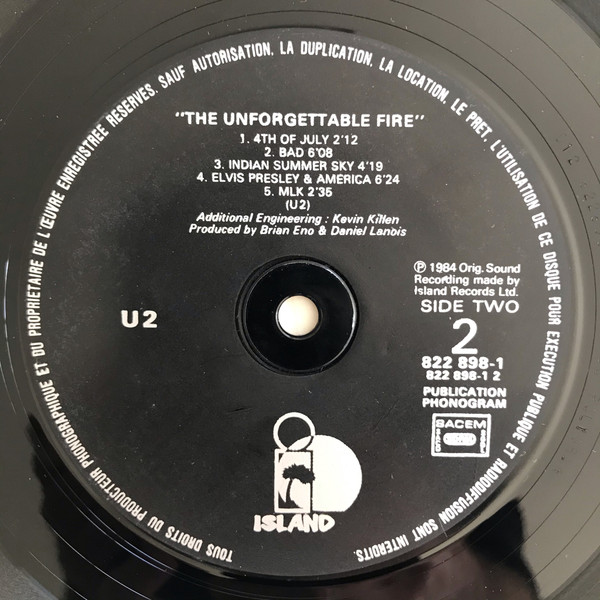 TOUS DROITS DU PRODUCTEUR PHONOGRAPHIQUE ET DU PROPRIETAIRE DE L'ŒUVRE ENREGISTREE RESERVES. SAUF AUTORISATION, LA DUPLICATION, LA LOCATION, LE PRET, L'UTILISATION DE CE DISQUE POUR EXECUTION PUBLIQUE ET RADIODIFFUSION SONT INTERDITS.
"THE UNFORGETTABLE FIRE"
1. 4TH OF JULY 2'12
2. BAD 6'08
3. INDIAN SUMMER SKY 4'19
4. ELVIS PRESLEY & AMERICA 6'24
5. MLK 2'35
(U2)
Additional Engineering : Kevin Killen
Produced by Brian Eno & Daniel Lanois
U2
℗ 1984 Orig. Sound
Recording made by
Island Records Ltd.
SIDE TWO
2
822 898-1
822 898-1 2
PUBLICATION
PHONOGRAM
SACEM
ISLAND